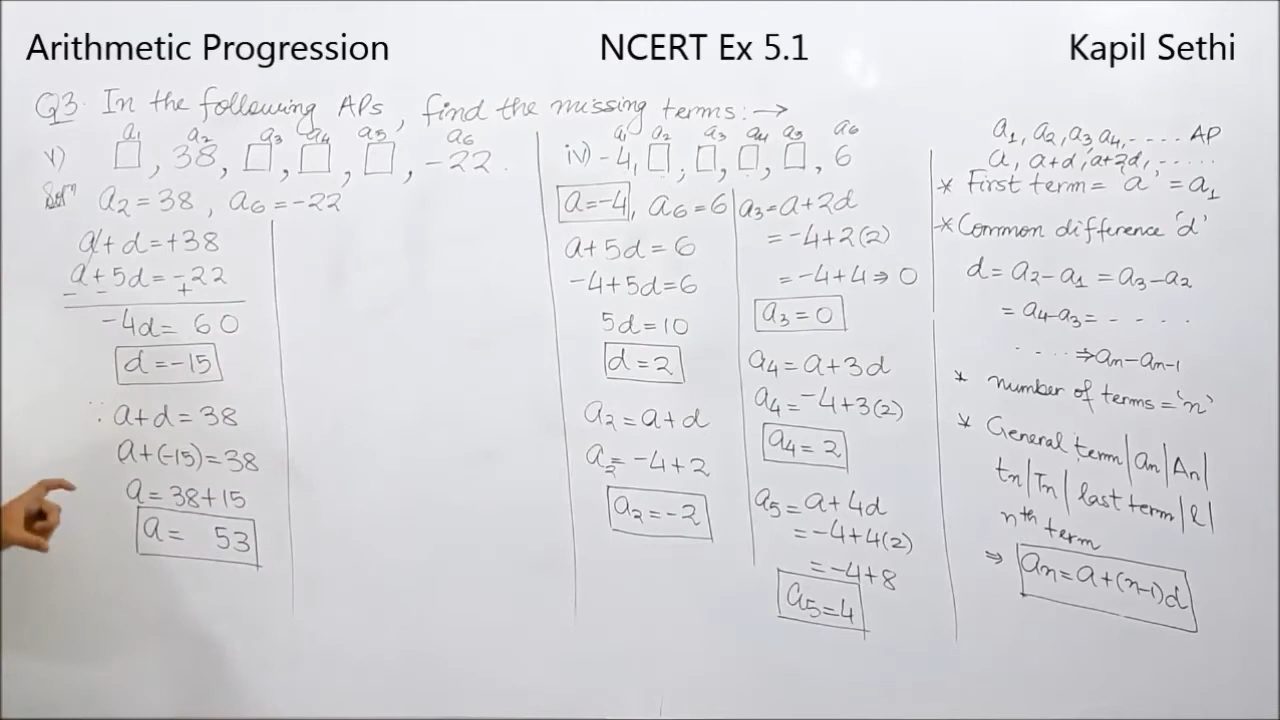 Arithmetic Progression NCERT Ex 5.1 Kapil Sethi
Q3. In the following APs, find the missing terms:→
a₁ a₂ a₃ a₄ a₅ a₆
v) □, 38, □, □, □, -22.
Solⁿ a₂ = 38, a₆ = -22
a + d = +38
a + 5d = -22
- - +
-4d = 60
d = -15
∵ a + d = 38
a + (-15) = 38
a = 38 + 15
a = 53
a₁ a₂ a₃ a₄ a₅ a₆
iv) -4, □, □, □, □, 6
a = -4, a₆ = 6
a + 5d = 6
-4 + 5d = 6
5d = 10
d = 2
a₂ = a + d
a₂ = -4 + 2
a₂ = -2
a₃ = a + 2d
= -4 + 2(2)
= -4 + 4 ⇒ 0
a₃ = 0
a₄ = a + 3d
a₄ = -4 + 3(2)
a₄ = 2
a₅ = a + 4d
= -4 + 4(2)
= -4 + 8
a₅ = 4
a₁, a₂, a₃, a₄, ..... AP
a, a+d, a+2d, ......
* First term = 'a' = a₁
* Common difference 'd'
d = a₂ - a₁ = a₃ - a₂
= a₄ - a₃ = - - - -
..... ⇒ aₙ - aₙ₋₁
* number of terms = 'n'
* General term | aₙ | Aₙ |
tₙ | Tₙ | last term | l |
nᵗʰ term
⇒ aₙ = a + (n-1)d